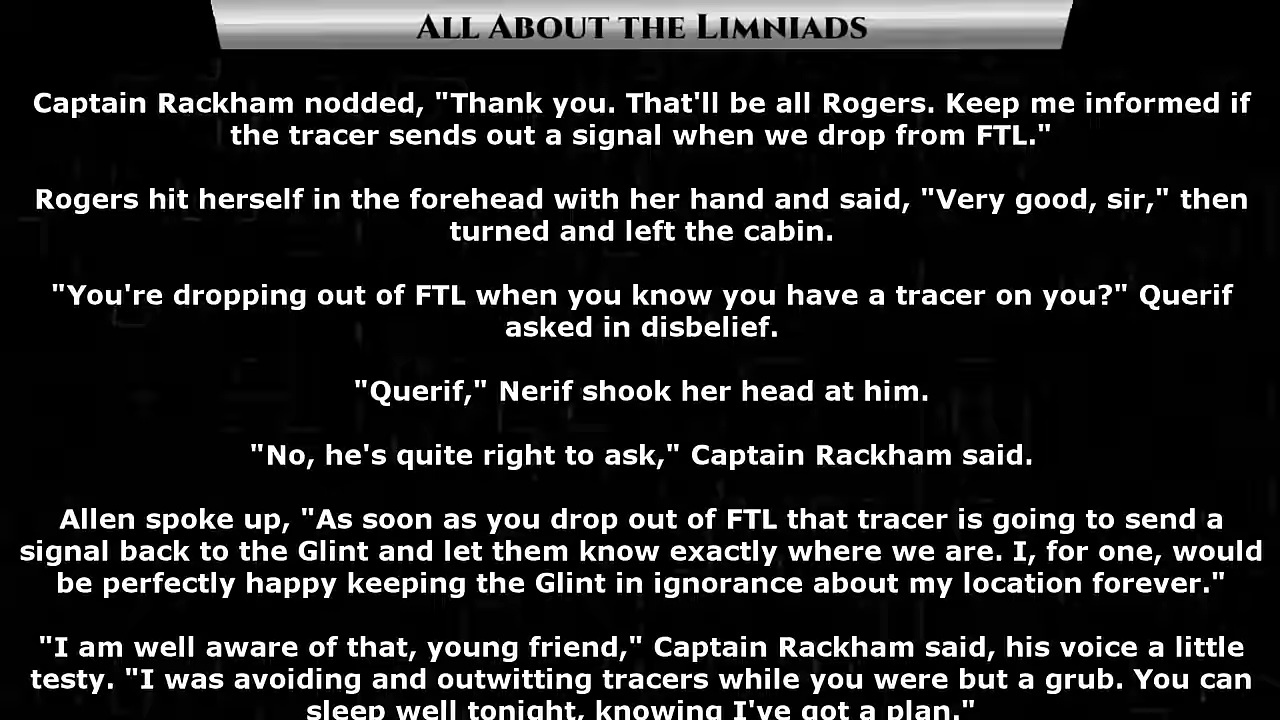 All About the Limniads
Captain Rackham nodded, "Thank you. That'll be all Rogers. Keep me informed if
the tracer sends out a signal when we drop from FTL."
Rogers hit herself in the forehead with her hand and said, "Very good, sir," then
turned and left the cabin.
"You're dropping out of FTL when you know you have a tracer on you?" Querif
asked in disbelief.
"Querif," Nerif shook her head at him.
"No, he's quite right to ask," Captain Rackham said.
Allen spoke up, "As soon as you drop out of FTL that tracer is going to send a
signal back to the Glint and let them know exactly where we are. I, for one, would
be perfectly happy keeping the Glint in ignorance about my location forever."
"I am well aware of that, young friend," Captain Rackham said, his voice a little
testy. "I was avoiding and outwitting tracers while you were but a grub. You can
sleep well tonight, knowing I've got a plan."